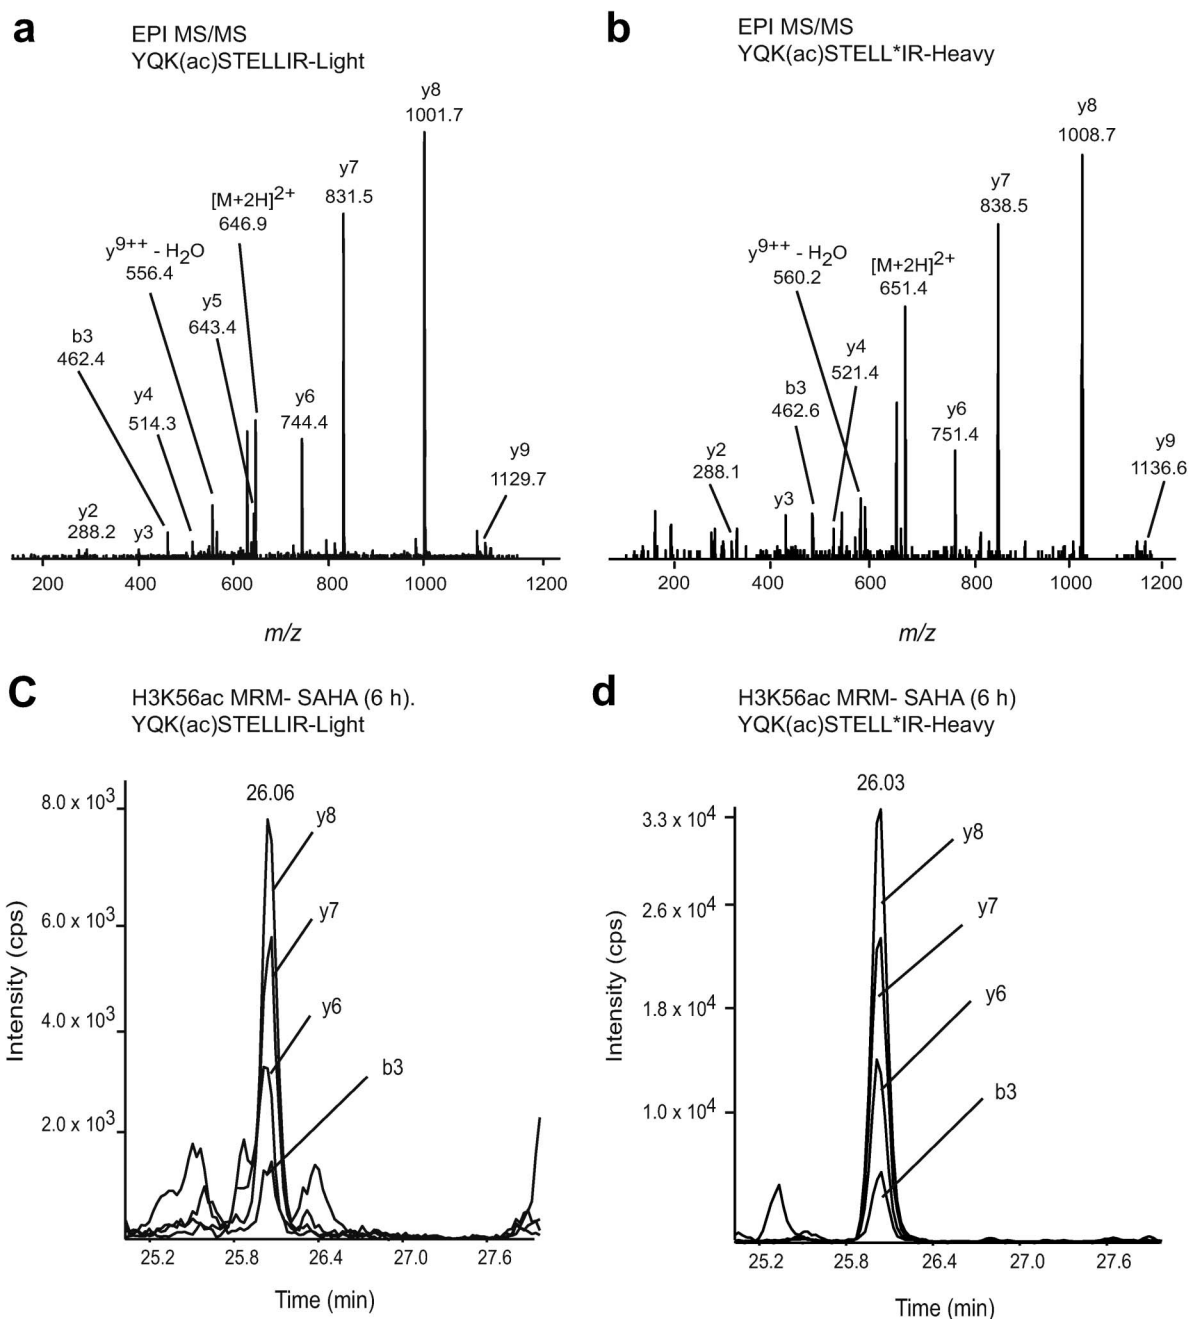 a
EPI MS/MS
YQK(ac)STELLIR-Light
y8
1001.7
y7
831.5
[M+2H]2+
646.9
y9++ - H2O
556.4
y5
643.4
b3
462.4
y4
514.3
y6
744.4
y9
1129.7
y2
288.2
y3
200
400
600
800
1000
1200
m/z
b
EPI MS/MS
YQK(ac)STELL*IR-Heavy
y8
1008.7
y7
838.5
y9++ - H2O
560.2
[M+2H]2+
651.4
y4
521.4
b3
462.6
y6
751.4
y9
1136.6
y2
288.1
y3
200
400
600
800
1000
1200
m/z
C
H3K56ac MRM- SAHA (6 h).
YQK(ac)STELLIR-Light
8.0 x 10³
6.0 x 10³
4.0 x 10³
2.0 x 10³
Intensity (cps)
26.06
y8
y7
y6
b3
25.2
25.8
26.4
27.0
27.6
Time (min)
d
H3K56ac MRM- SAHA (6 h)
YQK(ac)STELL*IR-Heavy
3.3 x 10⁴
2.6 x 10⁴
1.8 x 10⁴
1.0 x 10⁴
Intensity (cps)
26.03
y8
y7
y6
b3
25.2
25.8
26.4
27.0
27.6
Time (min)